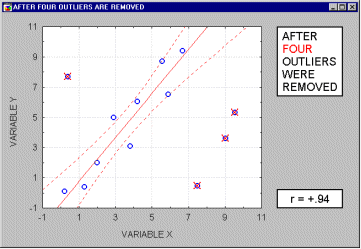 AFTER FOUR OUTLIERS ARE REMOVED
AFTER
FOUR
OUTLIERS
WERE
REMOVED
VARIABLE Y
11
9
7
5
3
1
-1
-1
1
3
5
7
9
11
VARIABLE X
r = +.94